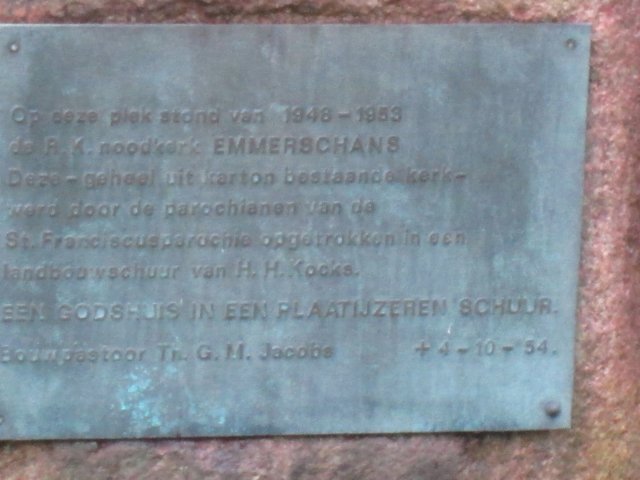 Op deze plek stond van 1948-1953
de R.K. noodkerk EMMERSCHANS
Deze-geheel uit karton bestaande kerk-
werd door de parochianen van de
St. Franciscusparochie opgetrokken in een
landbouwschuur van H.H. Kocks.
EEN GODSHUIS IN EEN PLAATIJZEREN SCHUUR.
Bouwpastoor Th. G.M. Jacobs + 4-10-54.